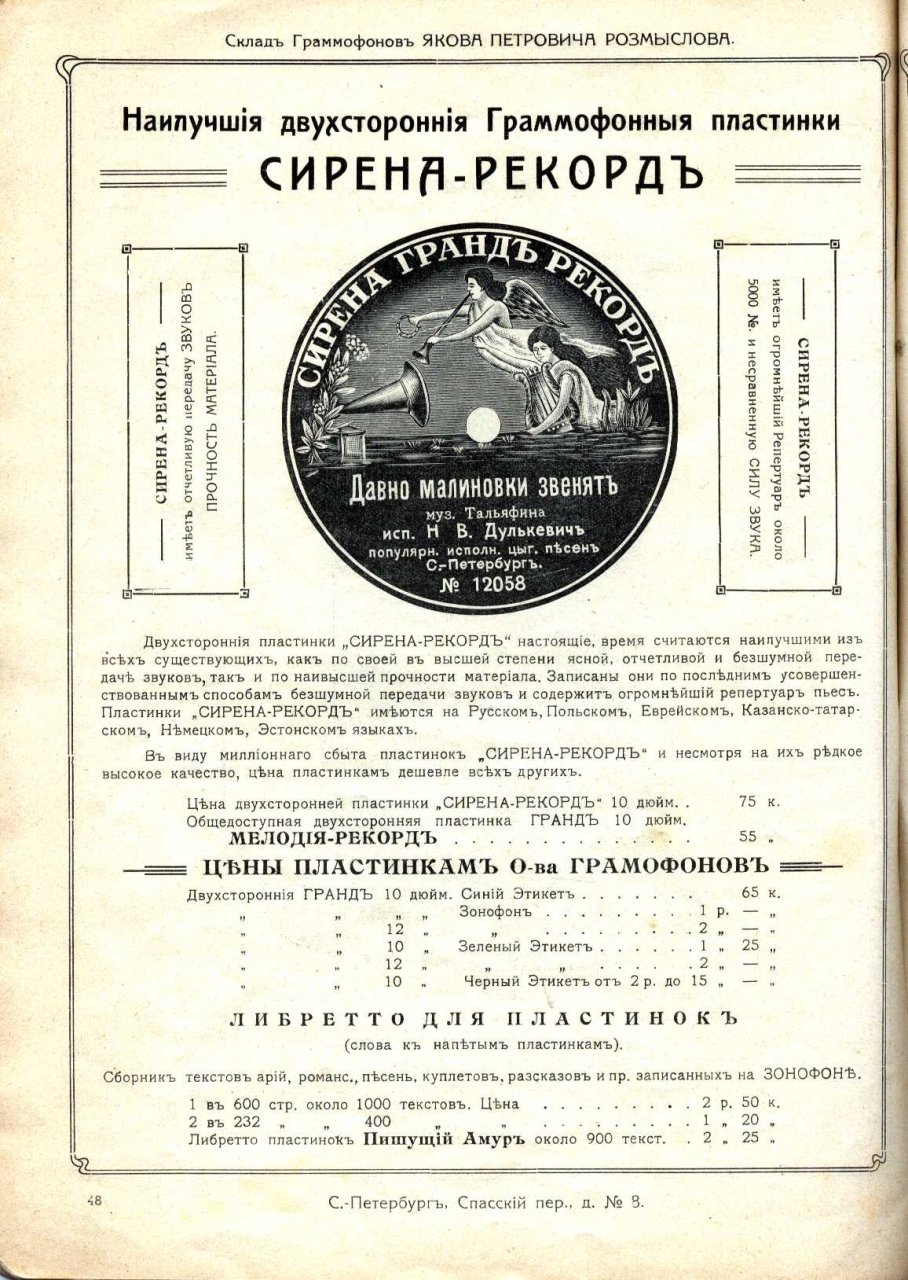 Складъ Граммофоновъ ЯКОВА ПЕТРОВИЧА РОЗМЫСЛОВА.
Наилучшія двухстороннія Граммофонныя пластинки
СИРЕНА-РЕКОРДЪ
СИРЕНА-РЕКОРДЪ
имѣетъ отчетливую передачу ЗВУКОВЪ
ПРОЧНОСТЬ МАТЕРІАЛА.
СИРЕНА ГРАНДЪ РЕКОРДЪ
Давно малиновки звенятъ
муз. Тальяфина
исп. Н В. Дулькевичъ
популярн. исполн. цыг. пѣсенъ
С.-Петербургъ.
№ 12058
СИРЕНА-РЕКОРДЪ
имѣетъ огромнѣйшій Репертуаръ около
5000 №. и несравненную СИЛУ ЗВУКА.
Двухстороннія пластинки „СИРЕНА-РЕКОРДЪ“ настоящіе, время считаются наилучшими изъ
всѣхъ существующихъ, какъ по своей въ высшей степени ясной, отчетливой и безшумной пере-
дачѣ звуковъ, такъ и по наивысшей прочности матеріала. Записаны они по послѣднимъ усовершен-
ствованнымъ способамъ безшумной передачи звуковъ и содержитъ огромнѣйшій репертуаръ пьесъ.
Пластинки „СИРЕНА-РЕКОРДЪ“ имѣются на Русскомъ, Польскомъ, Еврейскомъ, Казанско-татар-
скомъ, Нѣмецкомъ, Эстонскомъ языкахъ.
Въ виду милліоннаго сбыта пластинокъ „СИРЕНА-РЕКОРДЪ“ и несмотря на ихъ рѣдкое
высокое качество, цѣна пластинкамъ дешевле всѣхъ другихъ.
Цѣна двухсторонней пластинки „СИРЕНА-РЕКОРДЪ“ 10 дюйм. . 75 к.
Общедоступная двухсторонняя пластинка ГРАНДЪ 10 дюйм.
МЕЛОДІЯ-РЕКОРДЪ . . . . . . . . . . . . . . 55 „
ЦѢНЫ ПЛАСТИНКАМЪ О-ва ГРАМОФОНОВЪ
Двухстороннія ГРАНДЪ 10 дюйм. Синій Этикетъ . . . . . . . 65 к.
„ „ „ „ Зонофонъ . . . . . . . . . 1 р. — „
„ „ 12 „ „ . . . . . . . . . 2 „ — „
„ „ 10 „ Зеленый Этикетъ . . . . . . 1 „ 25 „
„ „ 12 „ „ „ . . . . . . 2 „ — „
„ „ 10 „ Черный Этикетъ отъ 2 р. до 15 „ — „
ЛИБРЕТТО ДЛЯ ПЛАСТИНОКЪ
(слова къ напѣтымъ пластинкамъ).
Сборникъ текстовъ арій, романс., пѣсень, куплетовъ, разсказовъ и пр. записанныхъ на ЗОНОФОНѢ.
1 въ 600 стр. около 1000 текстовъ. Цѣна . . . . . . . . . 2 р. 50 к.
2 въ 232 „ „ 400 „ „ . . . . . . . . . 1 „ 20 „
Либретто пластинокъ Пишущій Амуръ около 900 текст. . 2 „ 25 „
48
С.-Петербургъ, Спасскій пер., д. № 8.